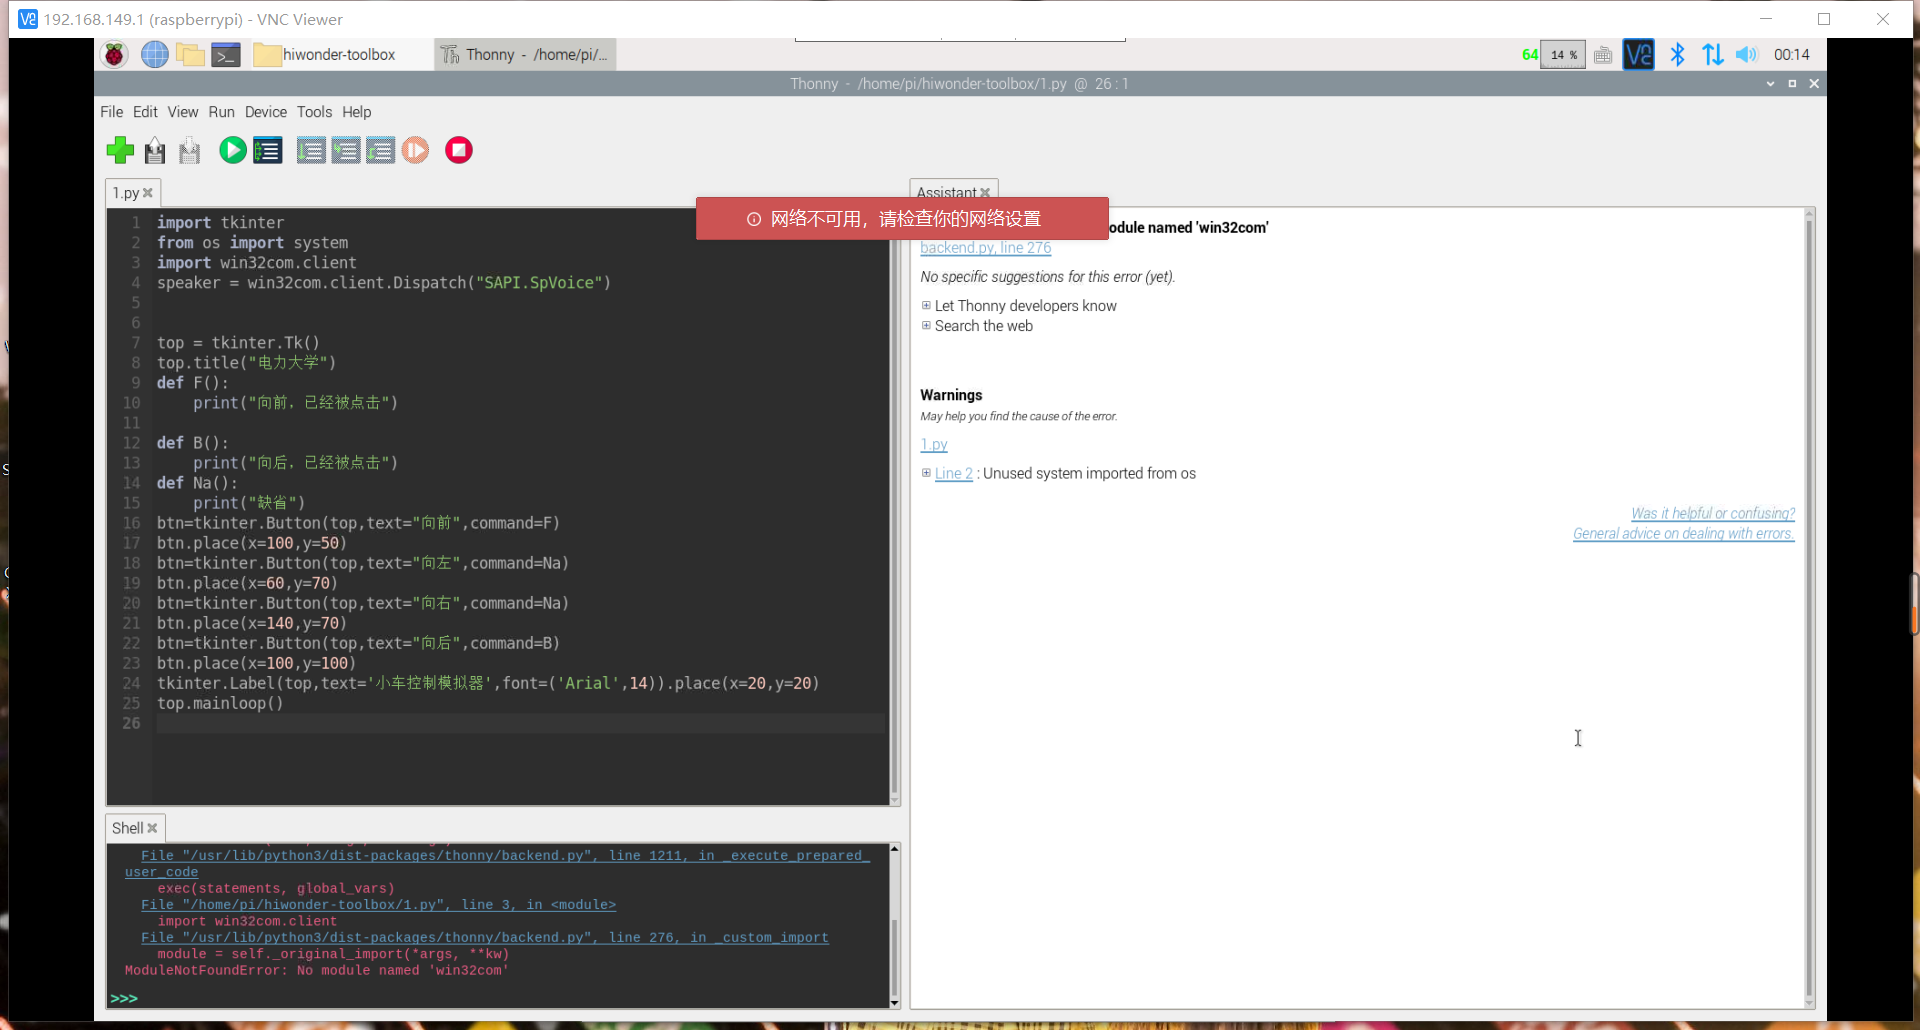 192.168.149.1 (raspberrypi) - VNC Viewer
hiwonder-toolbox
Thonny - /home/pi/...
64
14 %
00:14
Thonny - /home/pi/hiwonder-toolbox/1.py @ 26 : 1
File Edit View Run Device Tools Help
1.py
1 import tkinter
2 from os import system
3 import win32com.client
4 speaker = win32com.client.Dispatch("SAPI.SpVoice")
5
6
7 top = tkinter.Tk()
8 top.title("电力大学")
9 def F():
10 print("向前，已经被点击")
11
12 def B():
13 print("向后，已经被点击")
14 def Na():
15 print("缺省")
16 btn=tkinter.Button(top,text="向前",command=F)
17 btn.place(x=100,y=50)
18 btn=tkinter.Button(top,text="向左",command=Na)
19 btn.place(x=60,y=70)
20 btn=tkinter.Button(top,text="向右",command=Na)
21 btn.place(x=140,y=70)
22 btn=tkinter.Button(top,text="向后",command=B)
23 btn.place(x=100,y=100)
24 tkinter.Label(top,text='小车控制模拟器',font=('Arial',14)).place(x=20,y=20)
25 top.mainloop()
26
网络不可用，请检查你的网络设置
Assistant
odule named 'win32com'
backend.py, line 276
No specific suggestions for this error (yet).
Let Thonny developers know
Search the web
Warnings
May help you find the cause of the error.
1.py
Line 2 : Unused system imported from os
Was it helpful or confusing?
General advice on dealing with errors.
Shell
File "/usr/lib/python3/dist-packages/thonny/backend.py", line 1211, in _execute_prepared_
user_code
exec(statements, global_vars)
File "/home/pi/hiwonder-toolbox/1.py", line 3, in <module>
import win32com.client
File "/usr/lib/python3/dist-packages/thonny/backend.py", line 276, in _custom_import
module = self._original_import(*args, **kw)
ModuleNotFoundError: No module named 'win32com'
>>>